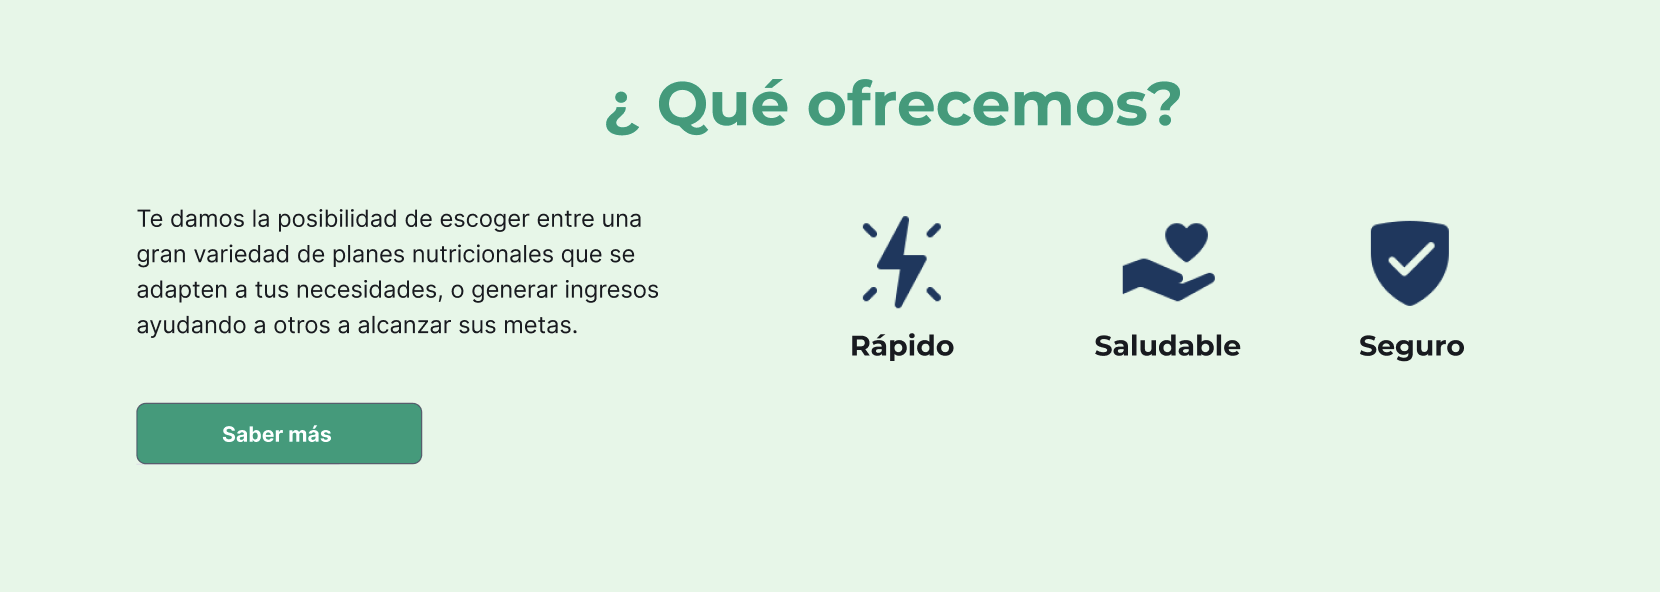 ¿ Qué ofrecemos?
Te damos la posibilidad de escoger entre una
gran variedad de planes nutricionales que se
adapten a tus necesidades, o generar ingresos
ayudando a otros a alcanzar sus metas.
Saber más
Rápido
Saludable
Seguro